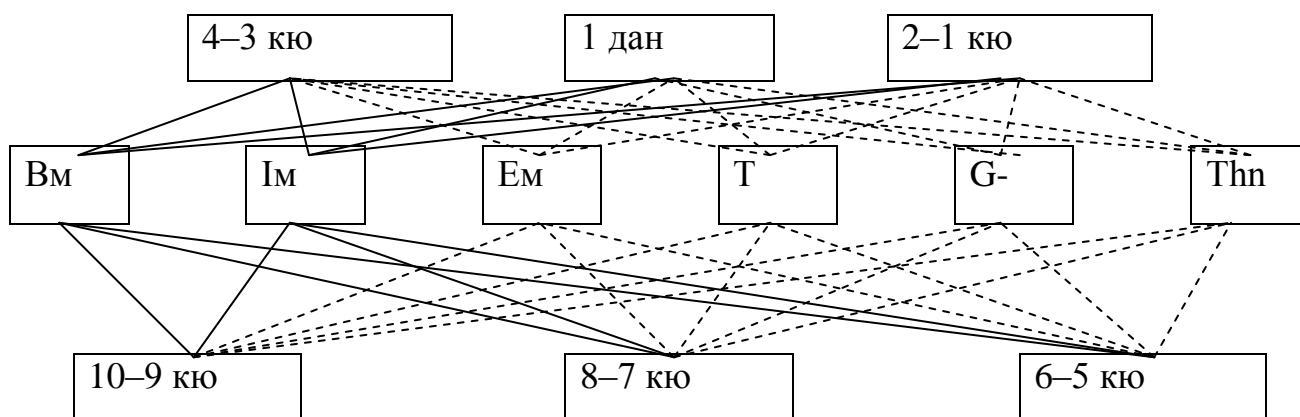 4–3 кю
1 дан
2–1 кю
Вм
Iм
Ем
Т
G-
Thn
10–9 кю
8–7 кю
6–5 кю